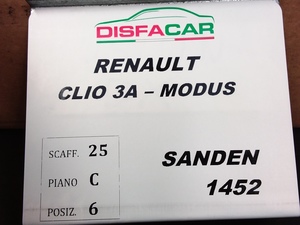 DISFACAR
RENAULT
CLIO 3A – MODUS
SCAFF. 25
PIANO C
POSIZ. 6
SANDEN
1452